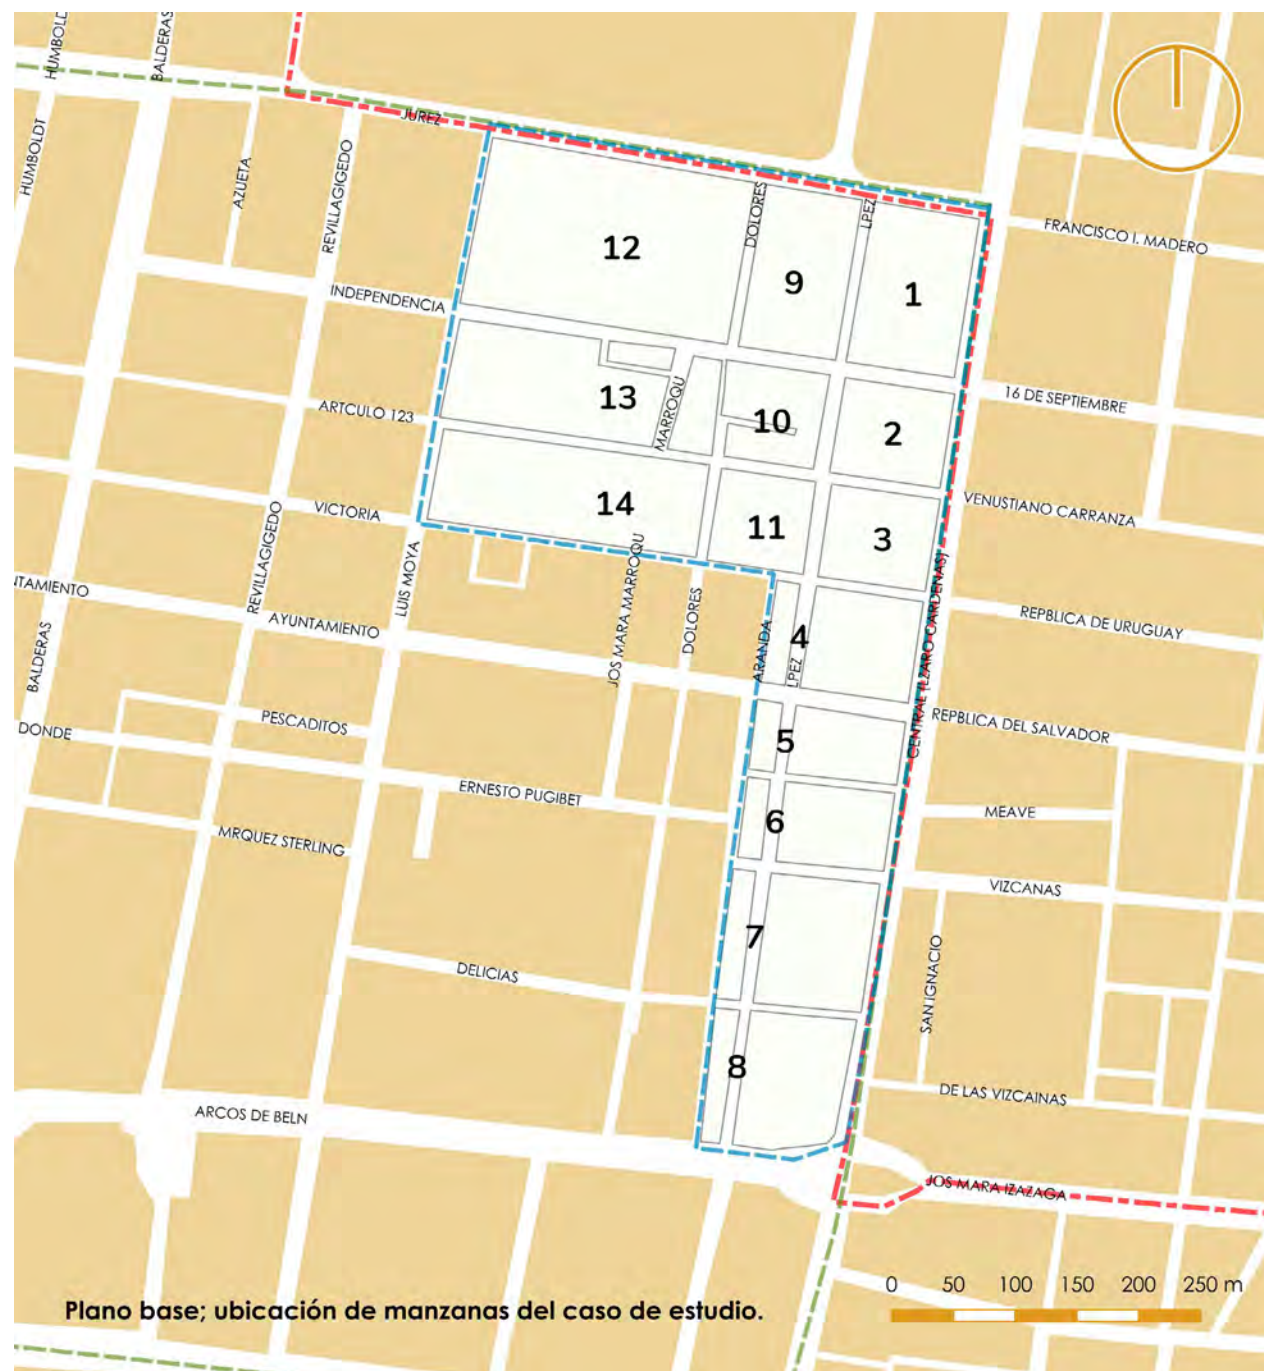 HUMBOLDT
BALDERAS
JUREZ
HUMBOLDT
AZUETA
REVILLAGIGEDO
DOLORES
LPEZ
FRANCISCO I. MADERO
12
9
1
INDEPENDENCIA
16 DE SEPTIEMBRE
ARTCULO 123
13
MARROQU
10
2
VICTORIA
14
11
3
VENUSTIANO CARRANZA
REVILLAGIGEDO
LUIS MOYA
NTAMIENTO
AYUNTAMIENTO
JOS MARA MARROQU
DOLORES
ARANDA
4
LPEZ
REPBLICA DE URUGUAY
CENTRAL (LZARO CARDENAS)
BALDERAS
DONDE
PESCADITOS
5
REPBLICA DEL SALVADOR
ERNESTO PUGIBET
6
MEAVE
MRQUEZ STERLING
VIZCANAS
7
DELICIAS
SAN IGNACIO
8
DE LAS VIZCAINAS
ARCOS DE BELN
JOS MARA IZAZAGA
0 50 100 150 200 250 m
Plano base; ubicación de manzanas del caso de estudio.